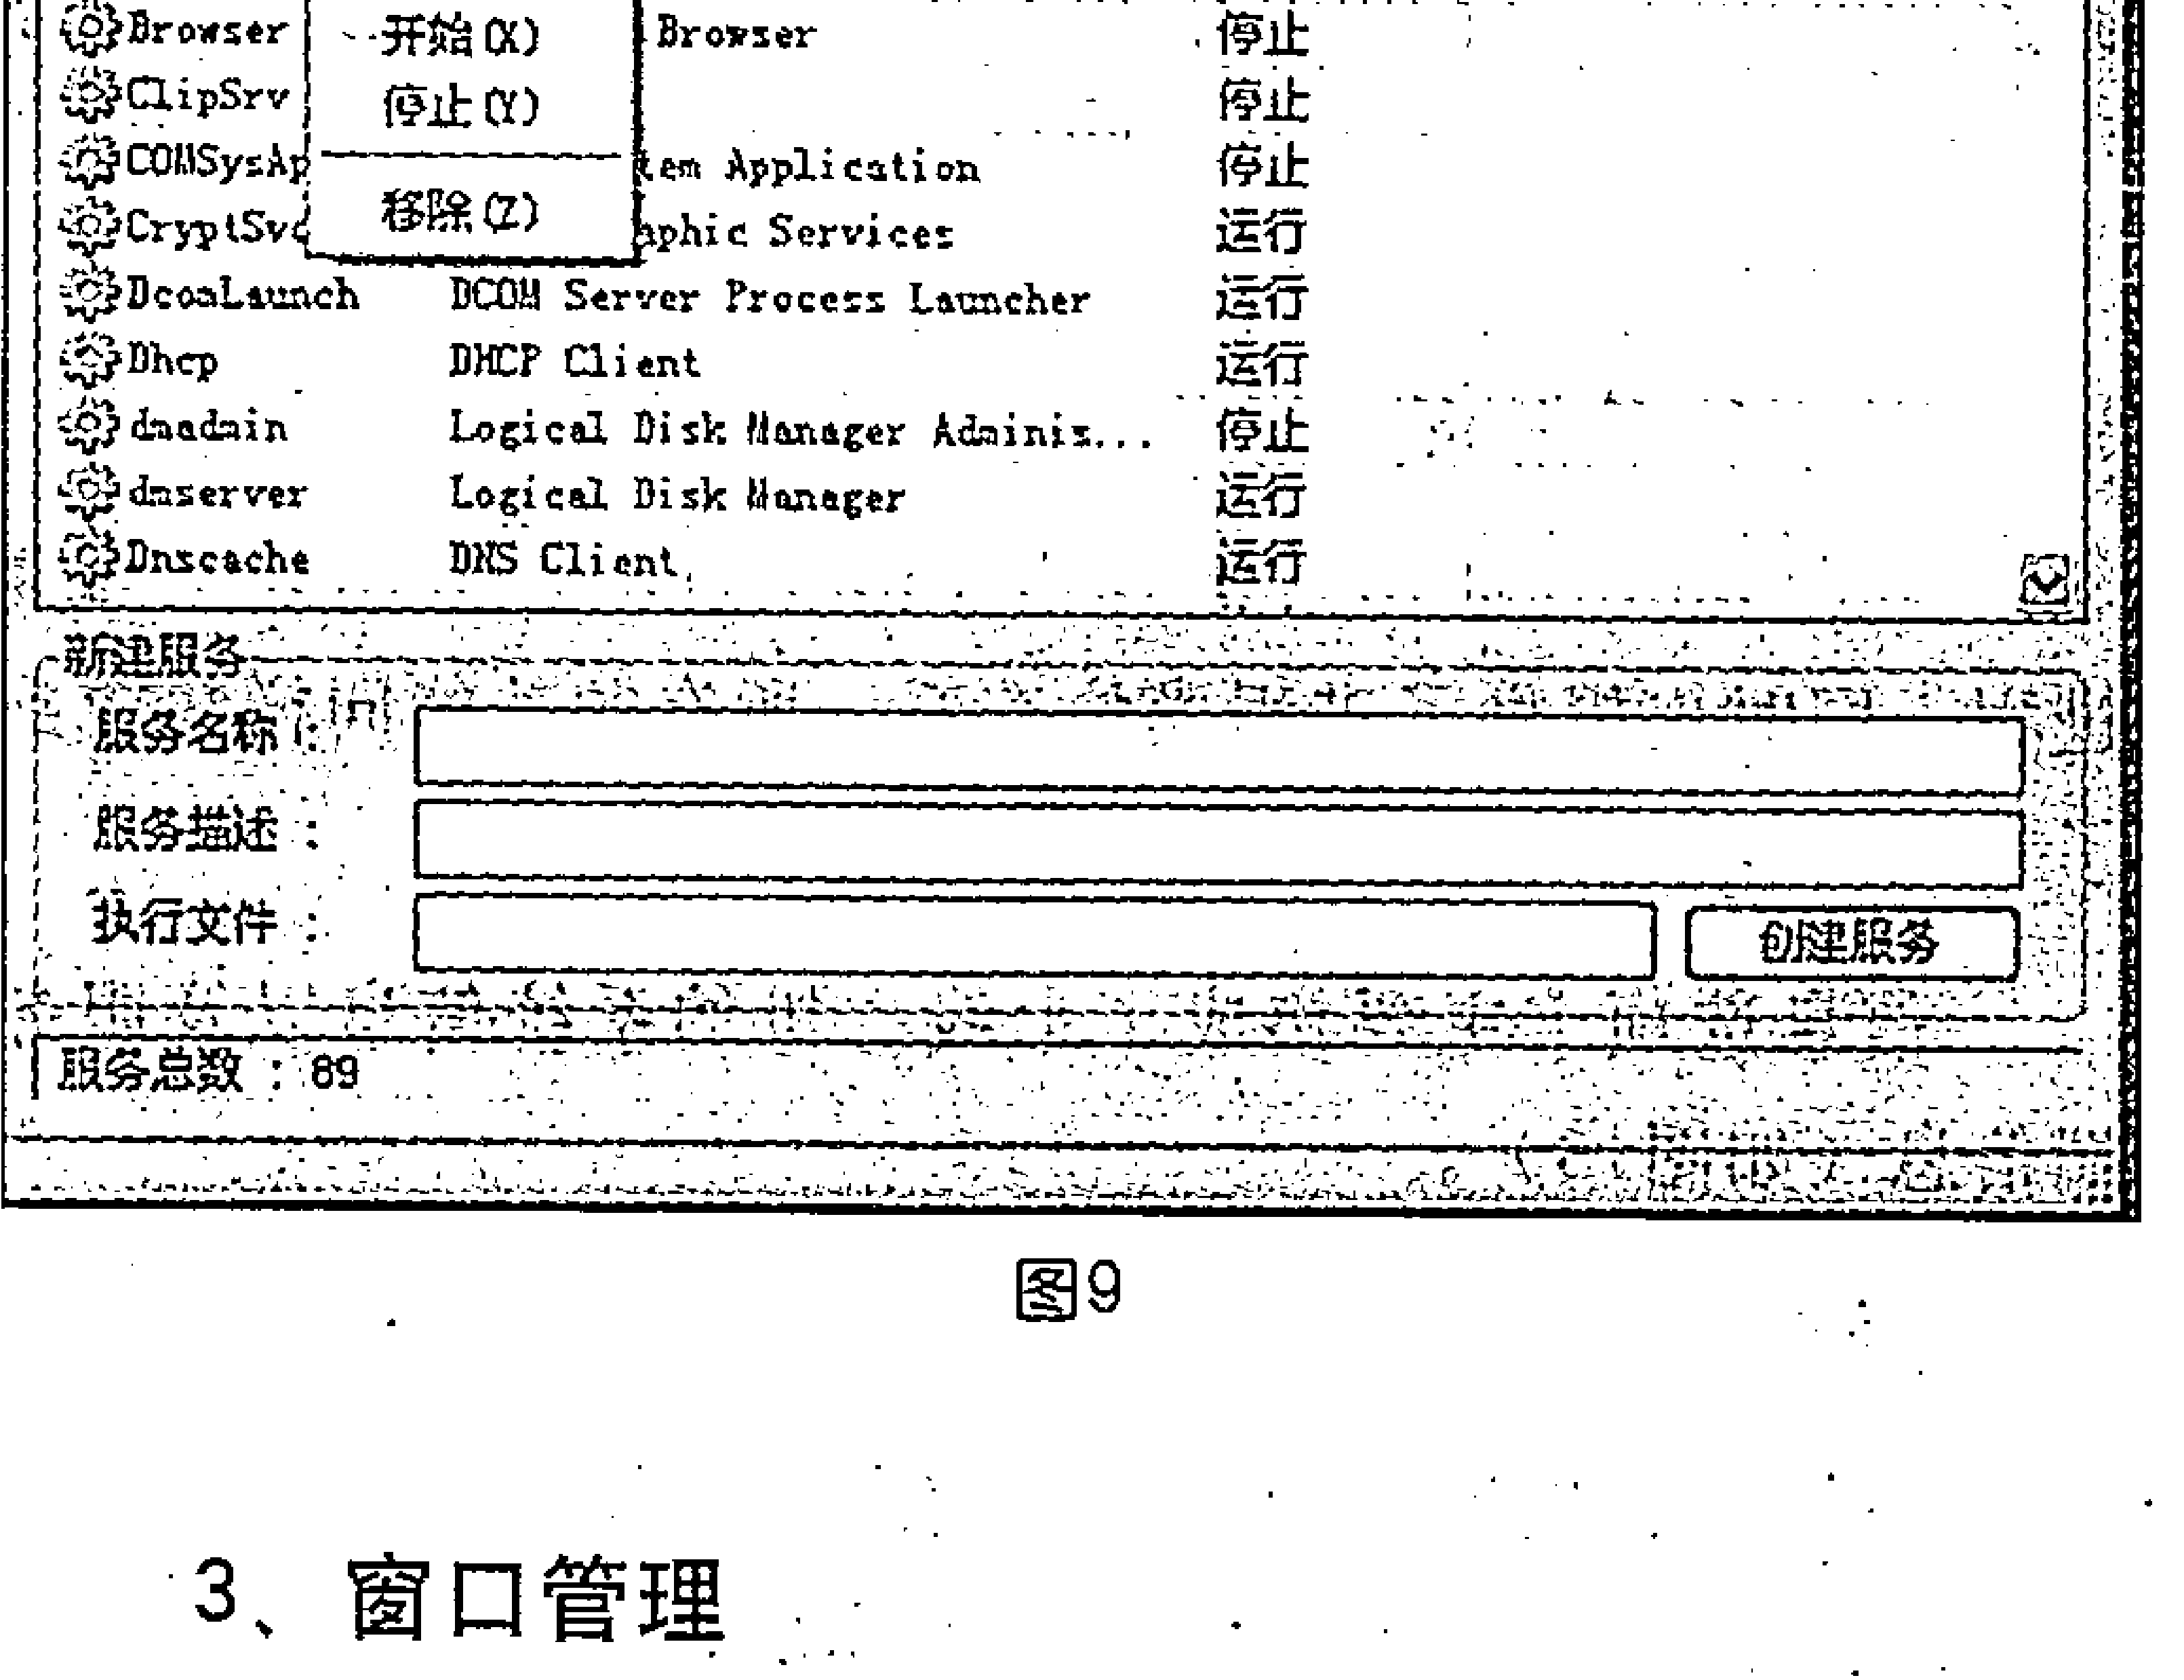 Browser 开始(X) Browser 停止
ClipSrv 停止(Y) 停止
COMSysAp tem Application 停止
CryptSvc 移除(Z) aphic Services 运行
DcomLaunch DCOM Server Process Launcher 运行
Dhcp DHCP Client 运行
dmadmin Logical Disk Manager Adminis... 停止
dmserver Logical Disk Manager 运行
Dnscache DNS Client 运行
新建服务
服务名称：
服务描述：
执行文件： 创建服务
服务总数：89
图9
3、窗口管理